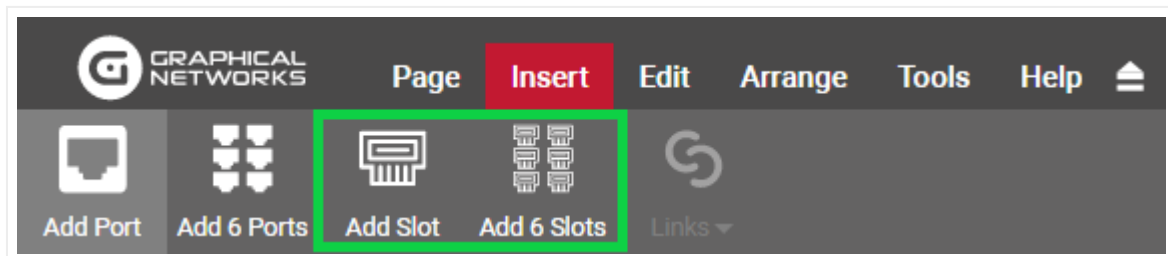 GRAPHICAL
NETWORKS
Page Insert Edit Arrange Tools Help
Add Port Add 6 Ports Add Slot Add 6 Slots Links